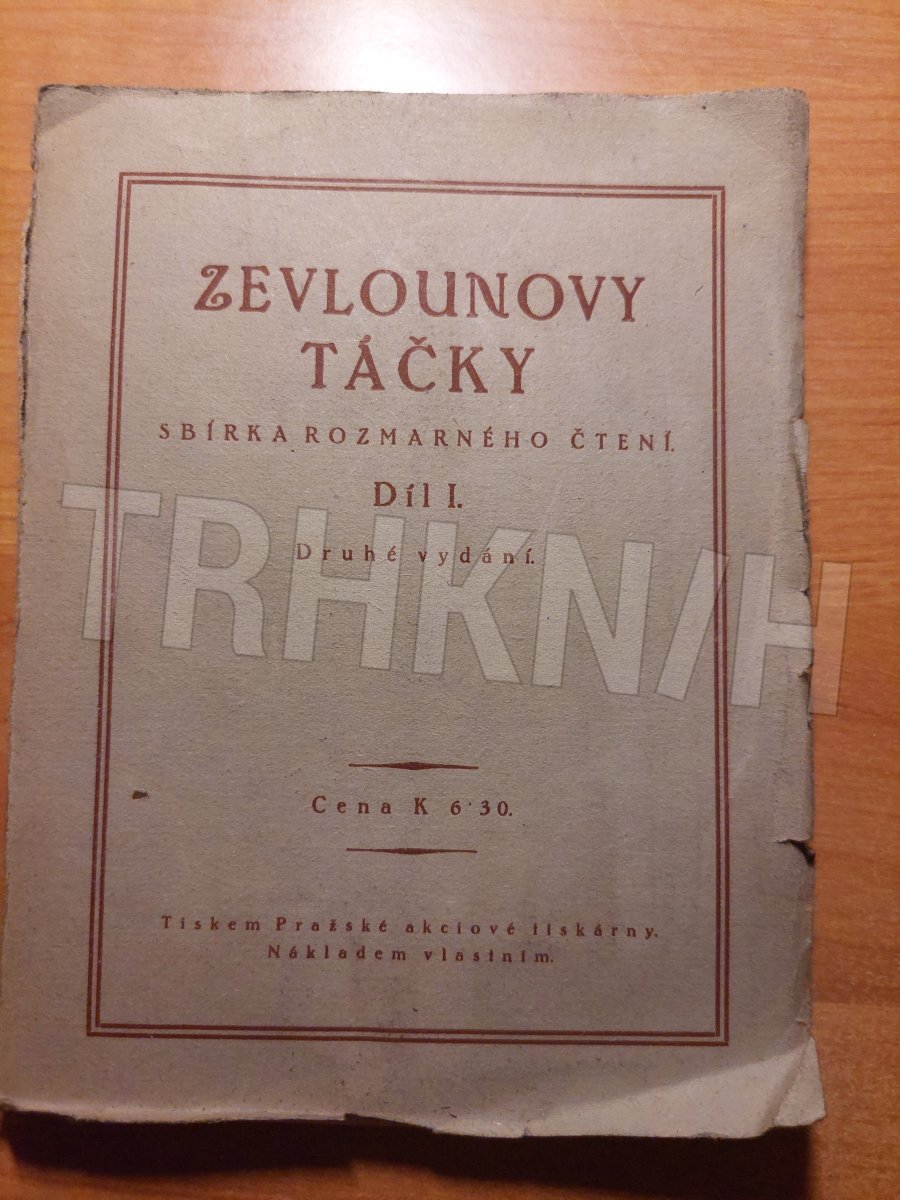 ZEVLOUNOVY
TÁČKY
SBÍRKA ROZMARNÉHO ČTENÍ.
Díl I.
Druhé vydání.
TRHKNIH
Cena K 6·30.
Tiskem Pražské akciové tiskárny.
Nákladem vlastním.